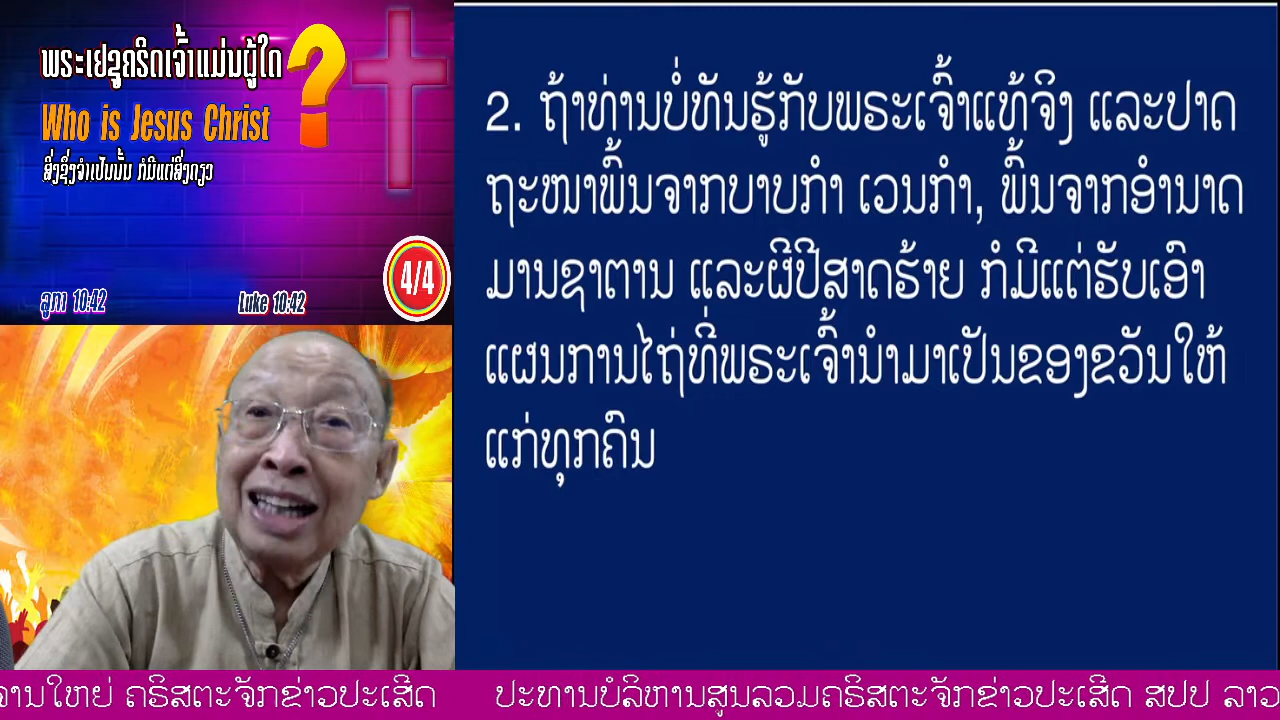 ພຣະເຢຊູຄຣິດເຈົ້າແມ່ນຜູ້ໃດ
?
Who is Jesus Christ
ສິ່ງຊຶ່ງຈຳເປັນນັ້ນ ກໍມີແຕ່ສິ່ງດຽວ
4/4
ລູກາ 10:42
Luke 10:42
2. ຖ້າທ່ານບໍ່ທັນຮູ້ກັບພຣະເຈົ້າແທ້ຈິງ ແລະປາດ
ຖະໜາພົ້ນຈາກບາບກຳ ເວນກຳ, ພົ້ນຈາກອຳນາດ
ມານຊາຕານ ແລະຜີປີສາດຮ້າຍ ກໍມີແຕ່ຮັບເອົາ
ແຜນການໄຖ່ທີ່ພຣະເຈົ້ານຳມາເປັນຂອງຂວັນໃຫ້
ແກ່ທຸກຄົນ
ຈານໃຫຍ່ ຄຣິສຕະຈັກຂ່າວປະເສີດ ປະທານບໍລິຫານສູນລວມຄຣິສຕະຈັກຂ່າວປະເສີດ ສປປ ລາວ